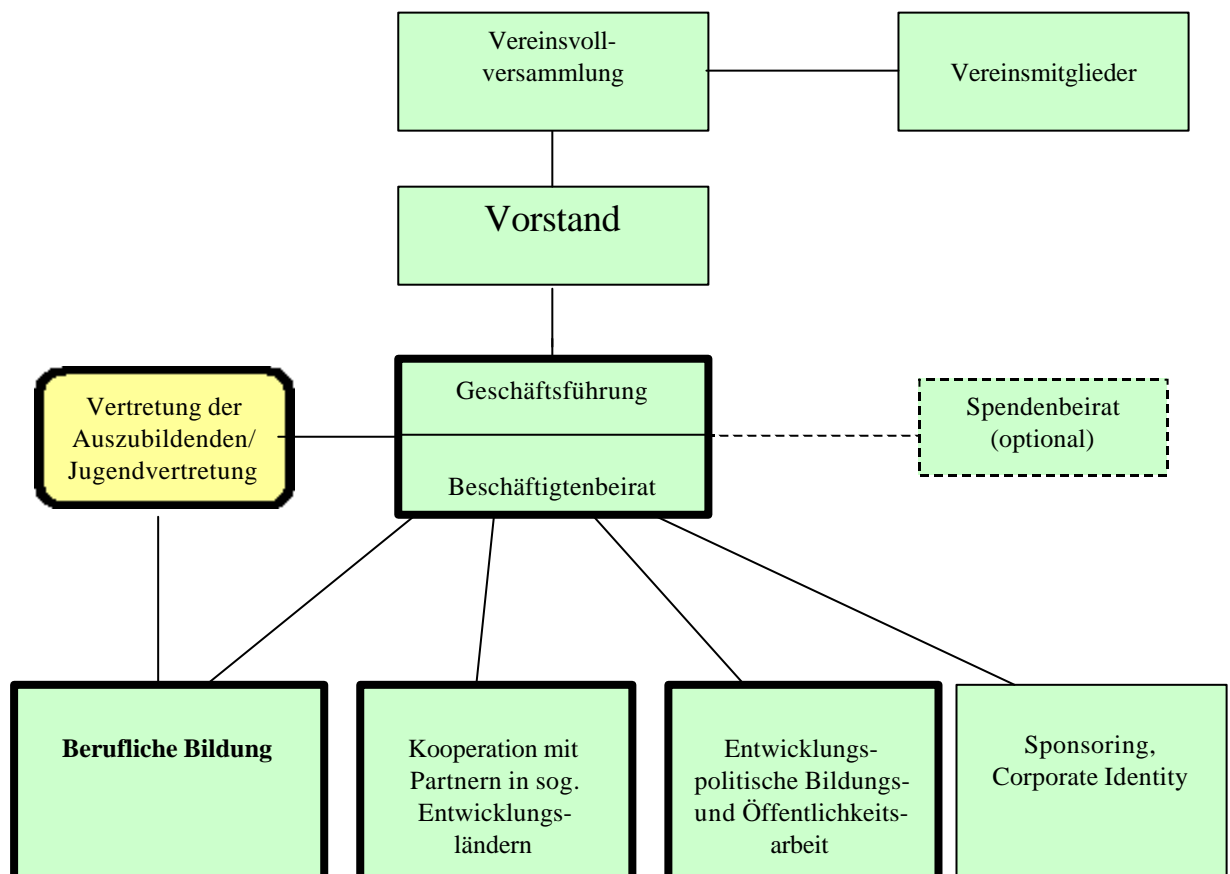 Vereinsvoll-
versammlung
Vereinsmitglieder
Vorstand
Vertretung der
Auszubildenden/
Jugendvertretung
Geschäftsführung
Beschäftigtenbeirat
Spendenbeirat
(optional)
Berufliche Bildung
Kooperation mit
Partnern in sog.
Entwicklungs-
ländern
Entwicklungs-
politische Bildungs-
und Öffentlichkeits-
arbeit
Sponsoring,
Corporate Identity